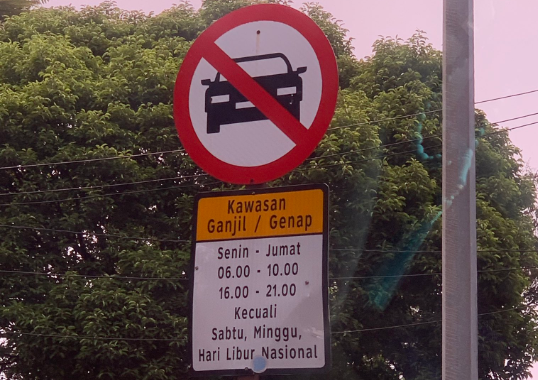 Kawasan
Ganjil / Genap
Senin - Jumat
06.00 - 10.00
16.00 - 21.00
Kecuali
Sabtu, Minggu,
Hari Libur Nasional